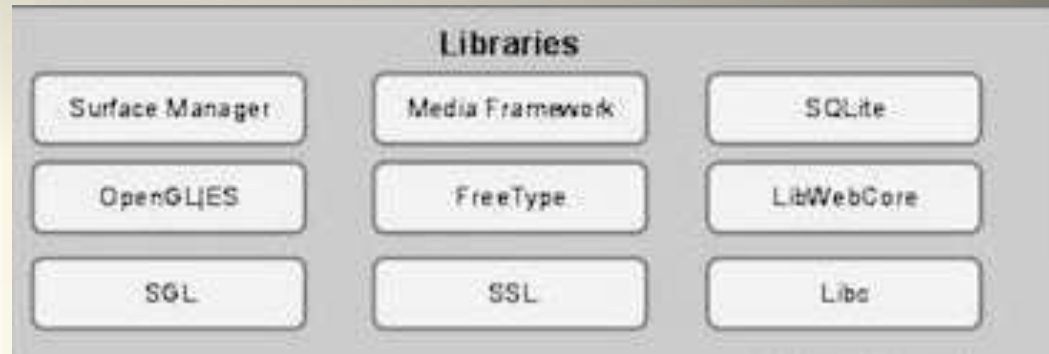 Libraries
Surface Manager Media Framework SQLite
OpenGL|ES FreeType LibWebCore
SGL SSL Libc